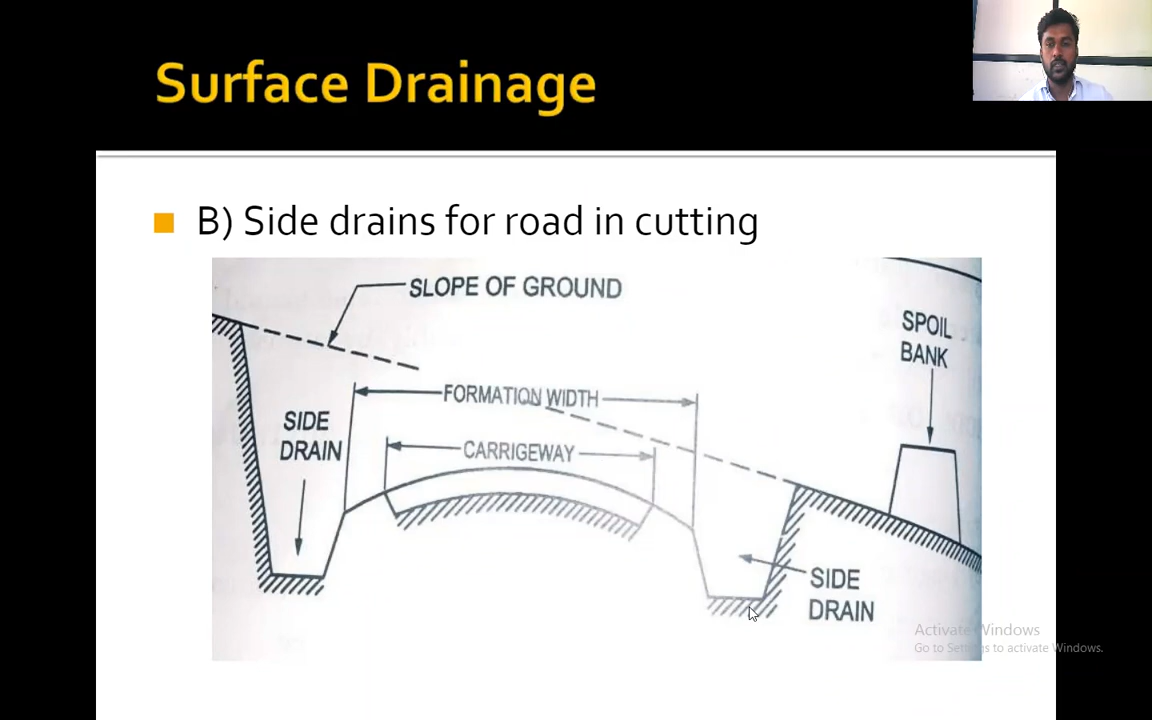 Surface Drainage
B) Side drains for road in cutting
SLOPE OF GROUND
SPOIL
BANK
FORMATION WIDTH
SIDE
DRAIN
CARRIGEWAY
SIDE
DRAIN
Activate Windows
Go to Settings to activate Windows.